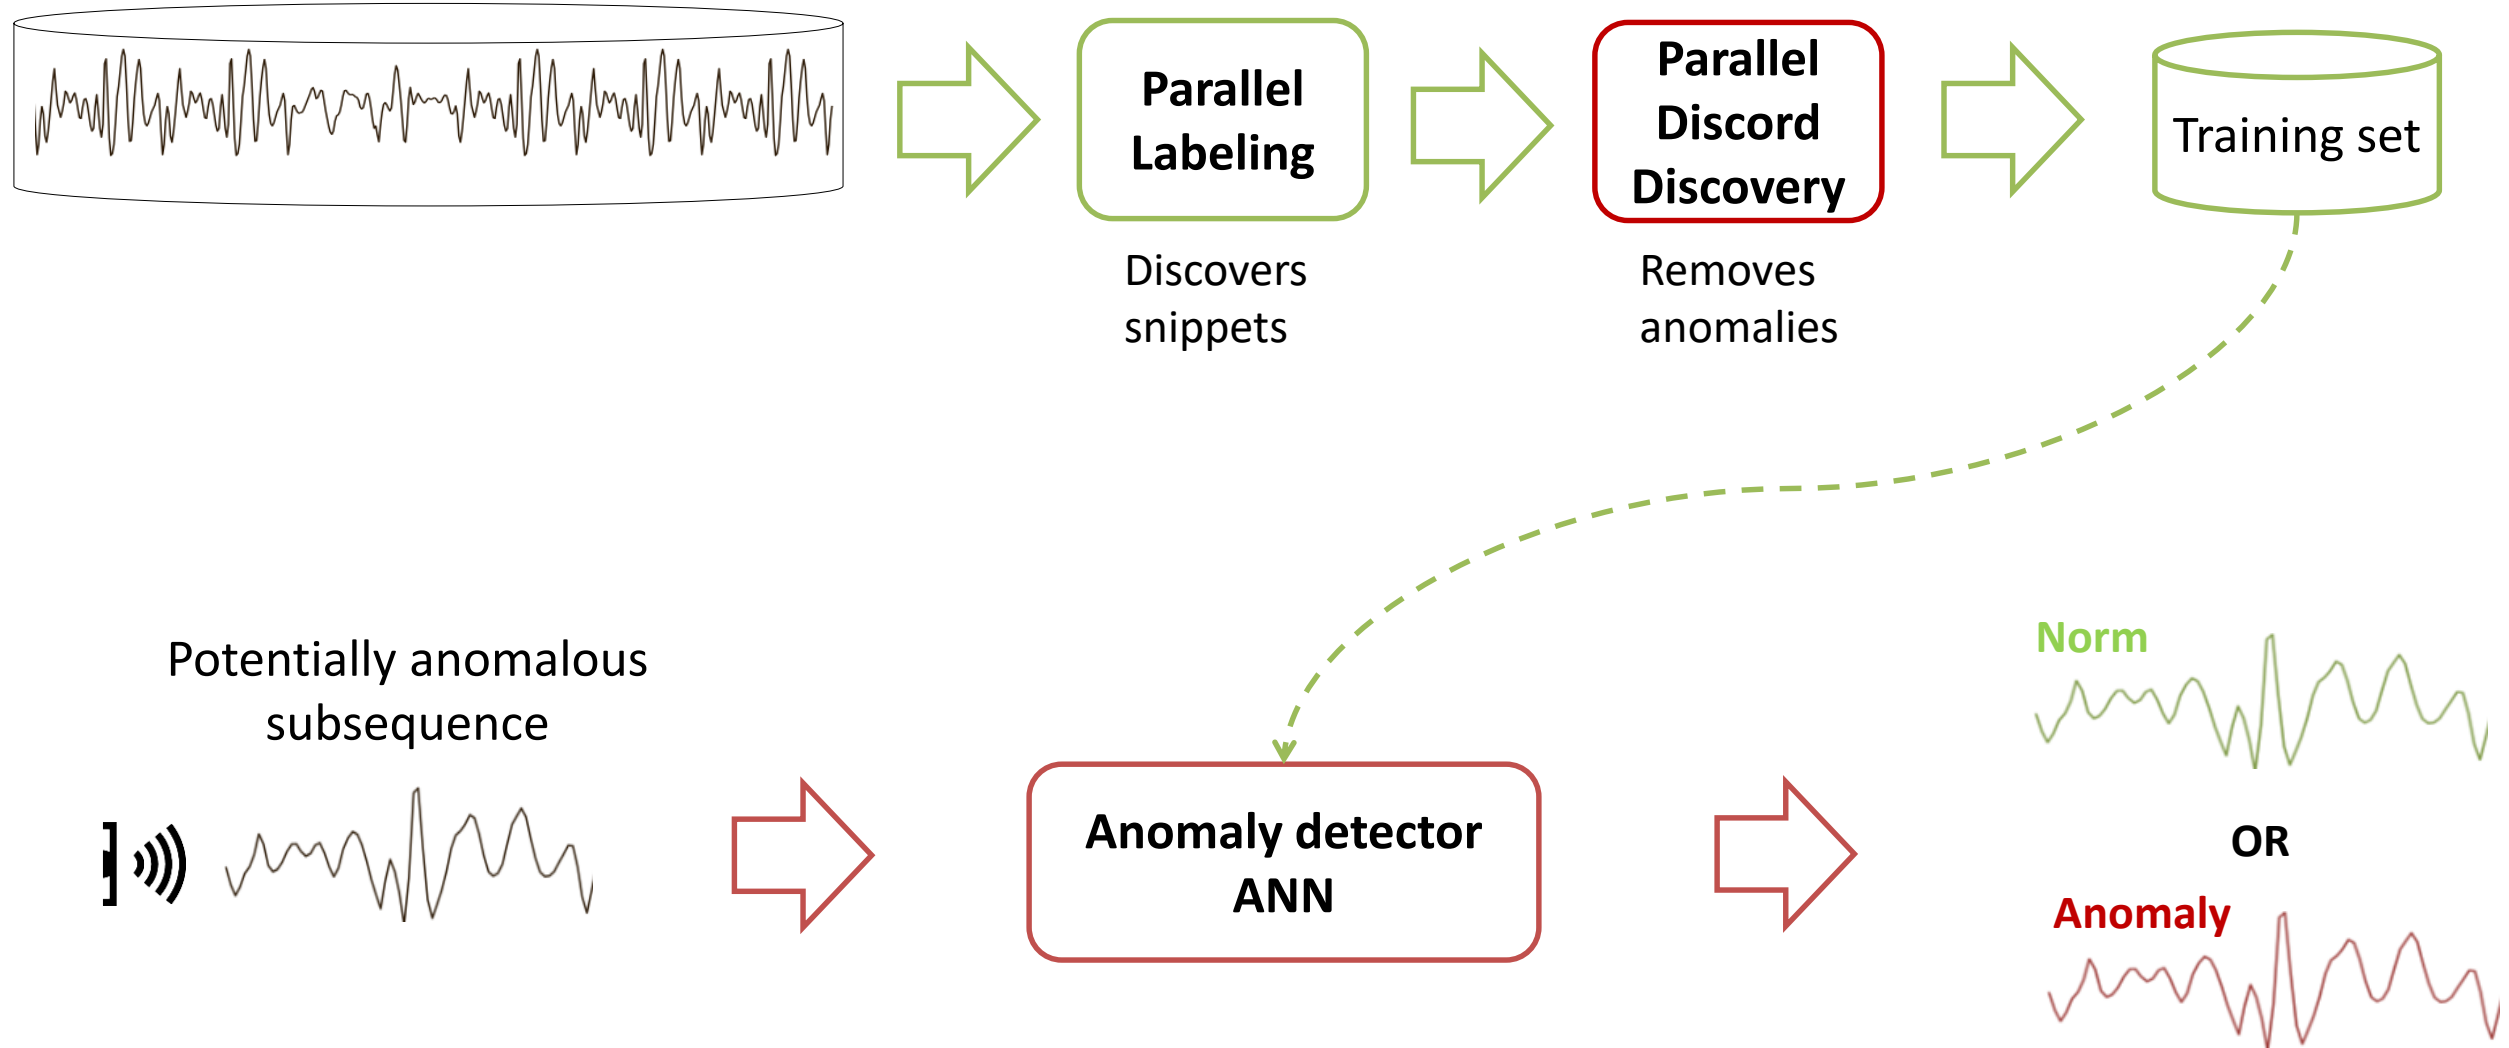 Parallel
Labeling
Discovers
snippets
Parallel
Discord
Discovery
Removes
anomalies
Training set
Potentially anomalous
subsequence
Anomaly detector
ANN
Norm
OR
Anomaly